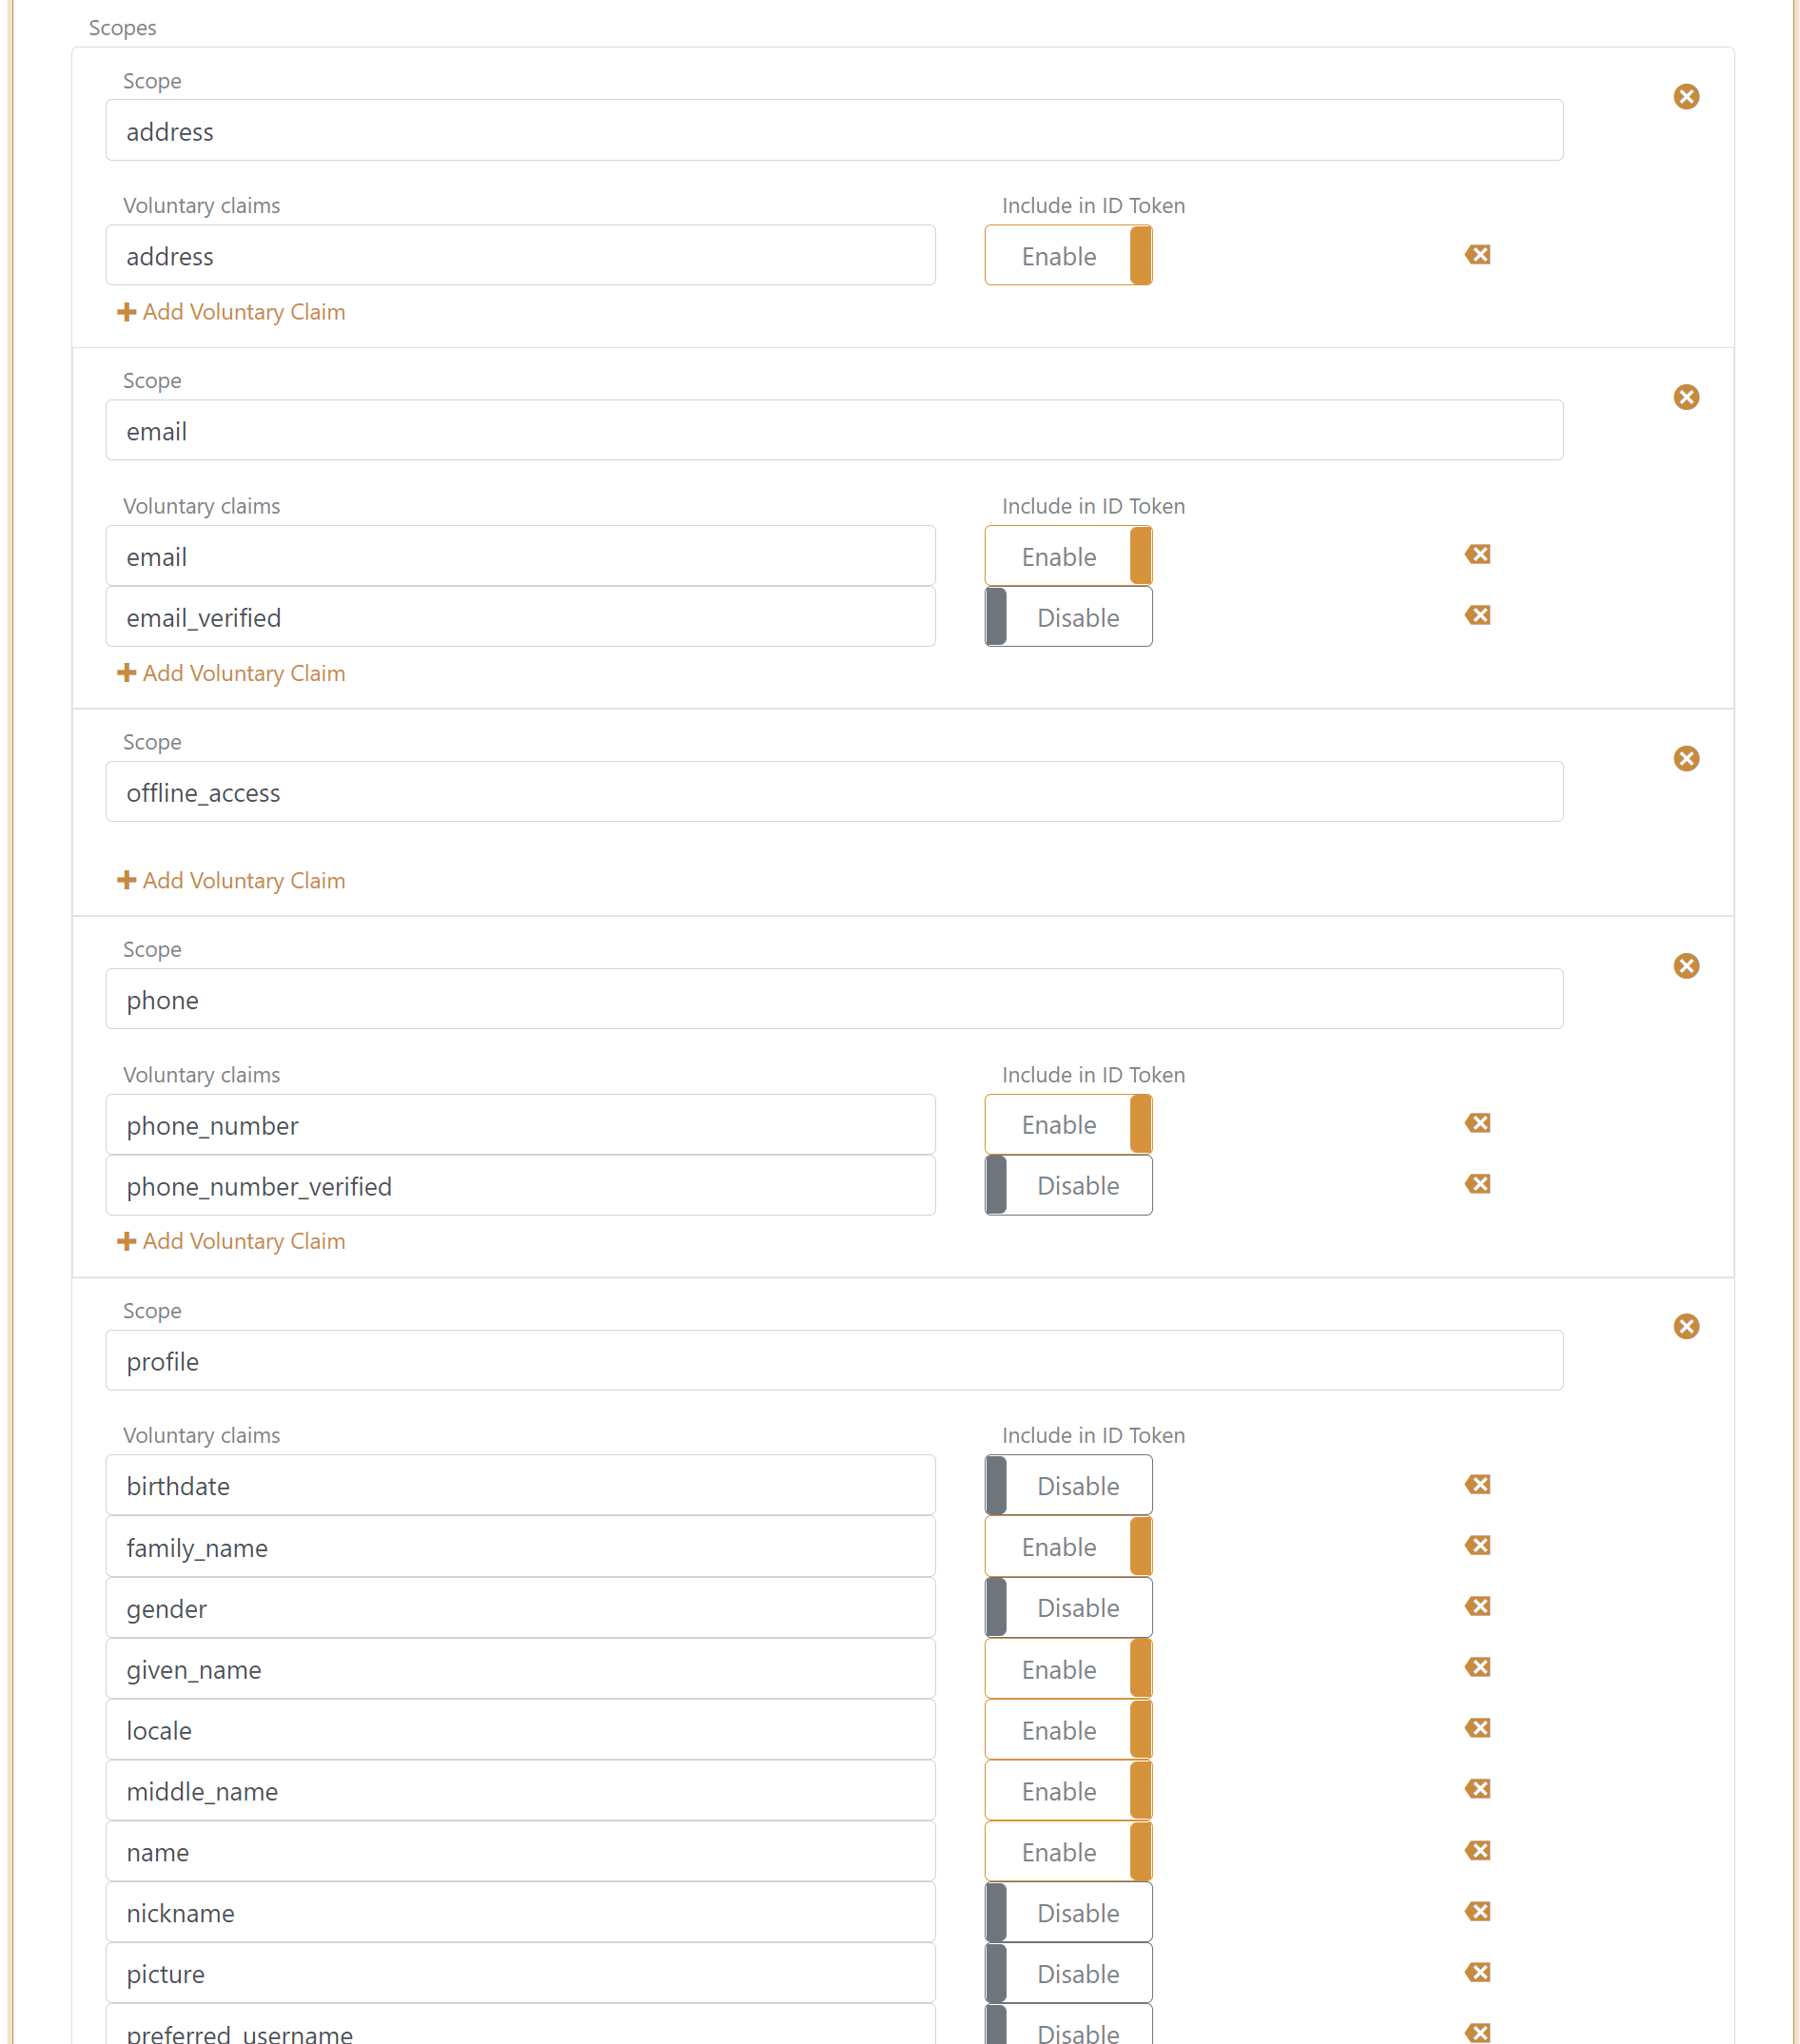 Scopes
Scope
address
Voluntary claims Include in ID Token
address Enable
Add Voluntary Claim
Scope
email
Voluntary claims Include in ID Token
email Enable
email_verified Disable
Add Voluntary Claim
Scope
offline_access
Add Voluntary Claim
Scope
phone
Voluntary claims Include in ID Token
phone_number Enable
phone_number_verified Disable
Add Voluntary Claim
Scope
profile
Voluntary claims Include in ID Token
birthdate Disable
family_name Enable
gender Disable
given_name Enable
locale Enable
middle_name Enable
name Enable
nickname Disable
picture Disable
preferred_username Disable